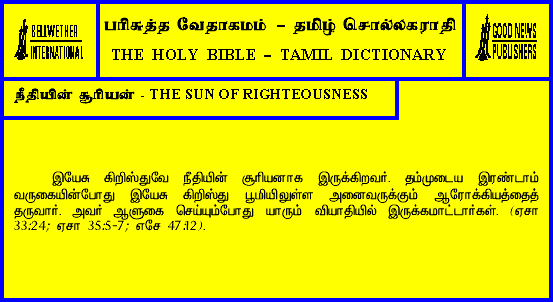 BELLWETHER
INTERNATIONAL
பரிசுத்த வேதாகமம் – தமிழ் சொல்லகராதி
THE HOLY BIBLE – TAMIL DICTIONARY
GOOD NEWS
PUBLISHERS
நீதியின் சூரியன் - THE SUN OF RIGHTEOUSNESS
இயேசு கிறிஸ்துவே நீதியின் சூரியனாக இருக்கிறவர். தம்முடைய இரண்டாம்
வருகையின்போது இயேசு கிறிஸ்து பூமியிலுள்ள அனைவருக்கும் ஆரோக்கியத்தைத்
தருவார். அவர் ஆளுகை செய்யும்போது யாரும் வியாதியில் இருக்கமாட்டார்கள். (ஏசா
33:24; ஏசா 35:5-7; எசே 47:12).